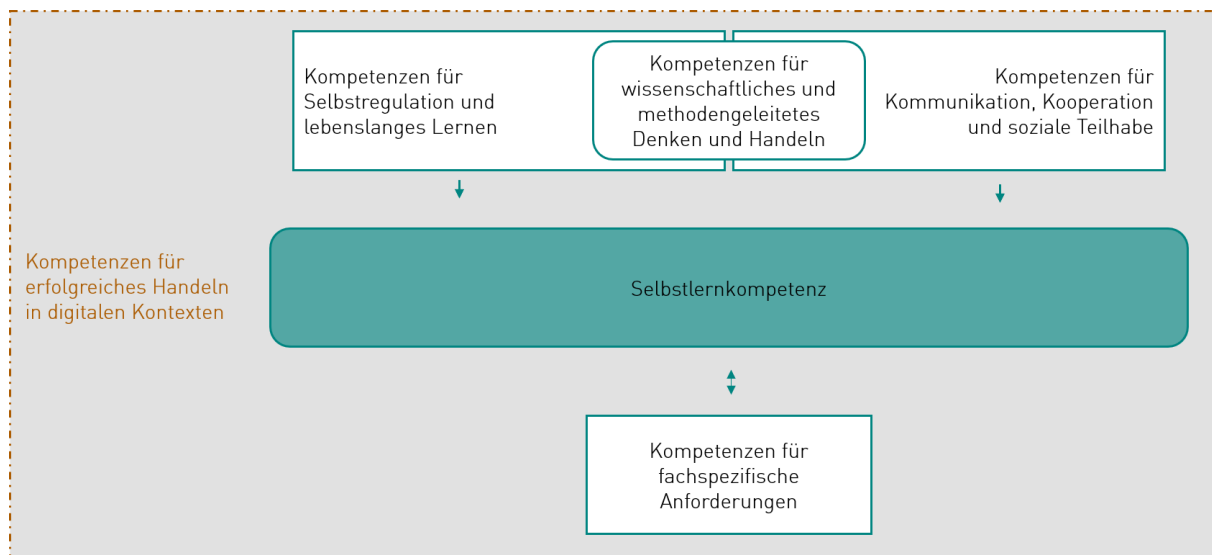 Kompetenzen für
Selbstregulation und
lebenslanges Lernen
Kompetenzen für
wissenschaftliches und
methodengeleitetes
Denken und Handeln
Kompetenzen für
Kommunikation, Kooperation
und soziale Teilhabe
Kompetenzen für
erfolgreiches Handeln
in digitalen Kontexten
Selbstlernkompetenz
Kompetenzen für
fachspezifische
Anforderungen